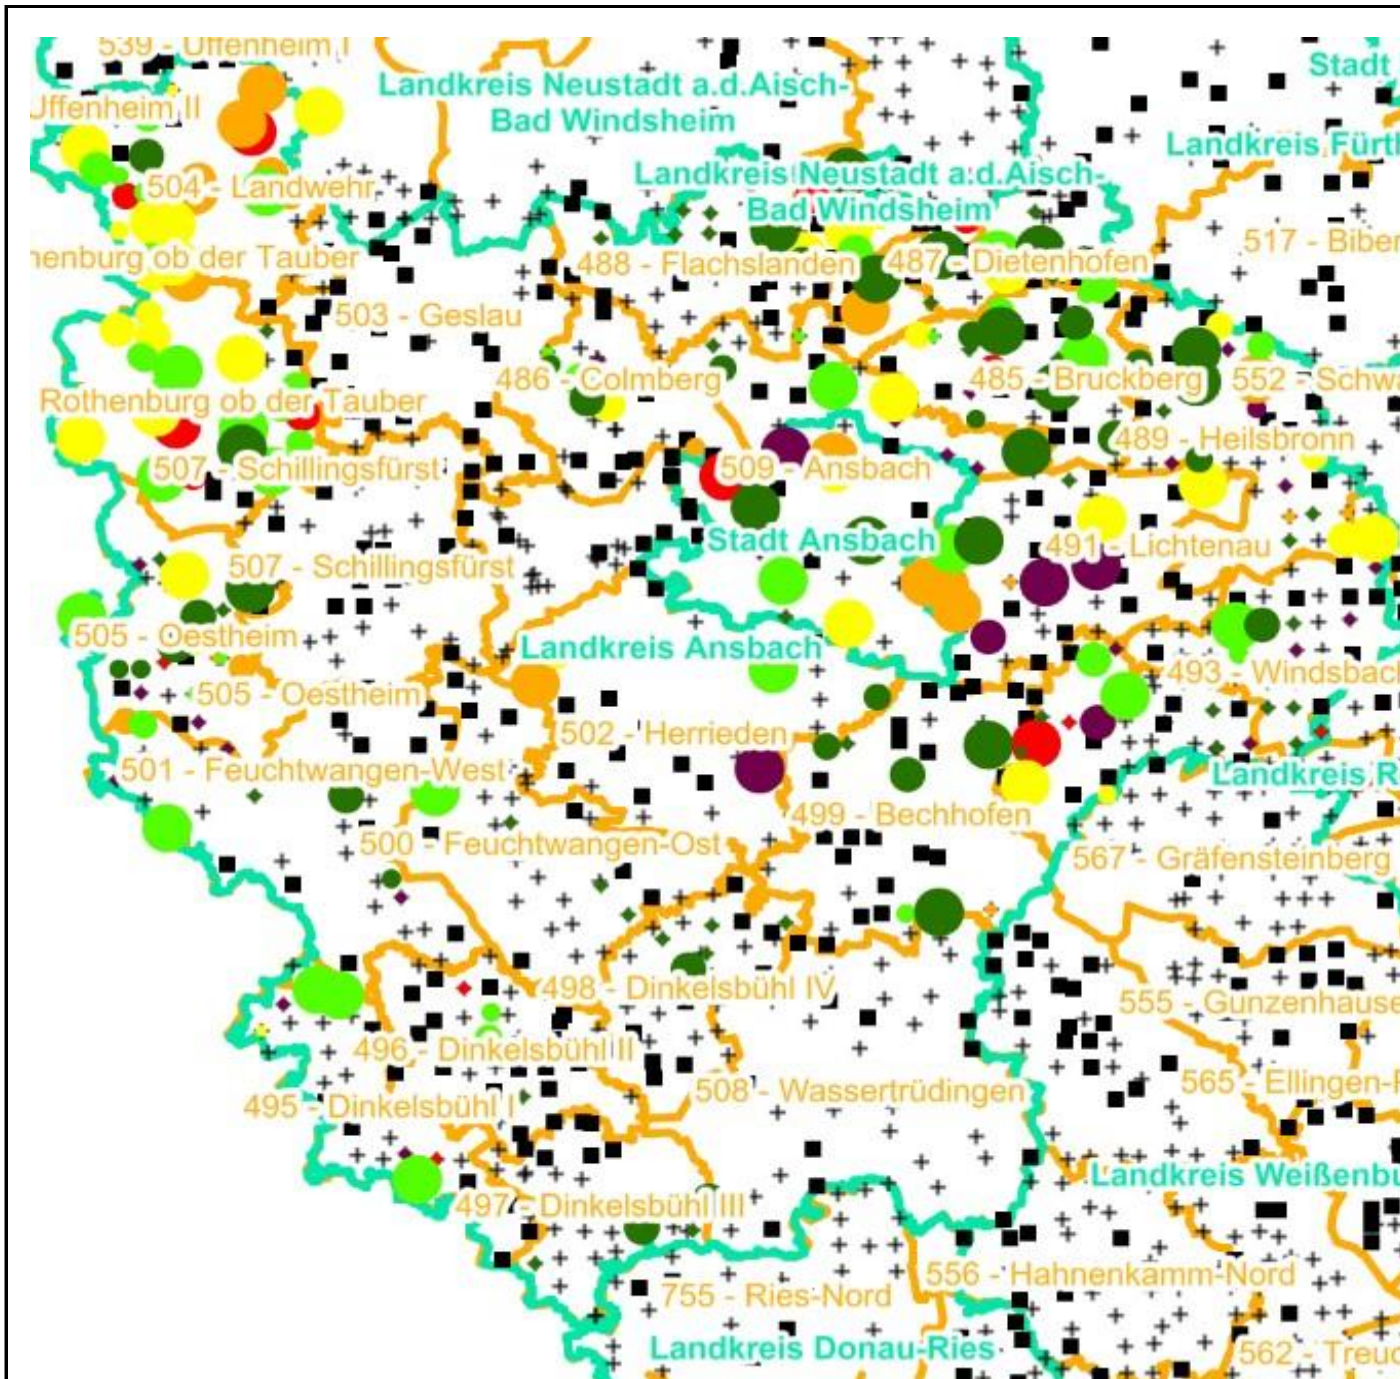 539 - Uffenheim I
Landkreis Neustadt a.d.Aisch-
Bad Windsheim
Stadt
Uffenheim II
Landkreis Fürth
504 - Landwehr
Landkreis Neustadt a.d.Aisch-
Bad Windsheim
517 - Biber
henburg ob der Tauber
488 - Flachslanden
487 - Dietenhofen
503 - Geslau
486 - Colmberg
485 - Bruckberg
552 - Schwa
Rothenburg ob der Tauber
489 - Heilsbronn
507 - Schillingsfürst
509 - Ansbach
Stadt Ansbach
491 - Lichtenau
507 - Schillingsfürst
505 - Oestheim
Landkreis Ansbach
493 - Windsbach
505 - Oestheim
502 - Herrieden
501 - Feuchtwangen-West
Landkreis R
499 - Bechhofen
500 - Feuchtwangen-Ost
567 - Gräfensteinberg
498 - Dinkelsbühl IV
555 - Gunzenhause
496 - Dinkelsbühl II
565 - Ellingen-
508 - Wassertrüdingen
495 - Dinkelsbühl I
Landkreis Weißenbu
497 - Dinkelsbühl III
556 - Hahnenkamm-Nord
755 - Ries-Nord
Landkreis Donau-Ries
562 - Treuc